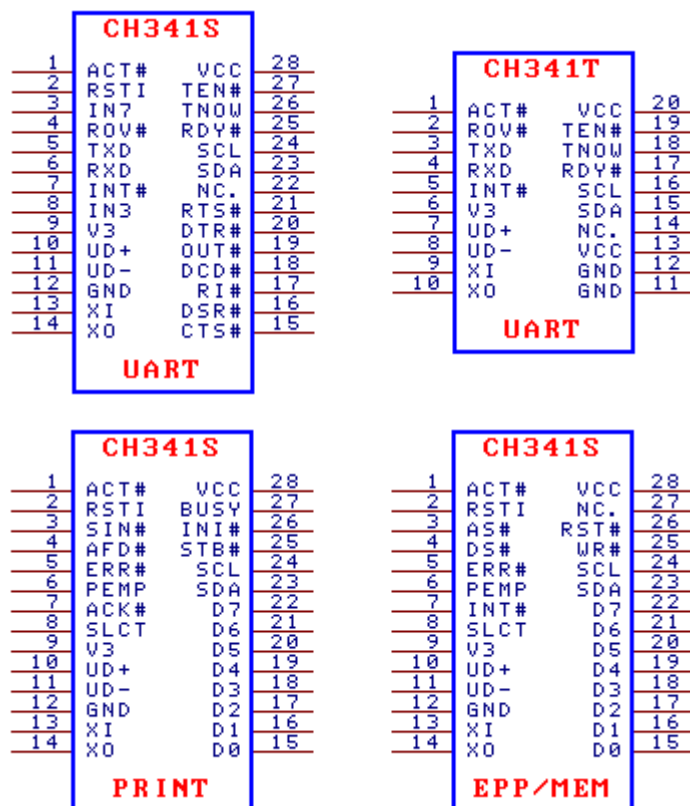 CH341S
1 ACT# VCC 28
2 RSTI TEN# 27
3 IN7 TNOW 26
4 ROV# RDY# 25
5 TXD SCL 24
6 RXD SDA 23
7 INT# NC. 22
8 IN3 RTS# 21
9 V3 DTR# 20
10 UD+ OUT# 19
11 UD- DCD# 18
12 GND RI# 17
13 XI DSR# 16
14 XO CTS# 15
UART
CH341T
1 ACT# VCC 20
2 ROV# TEN# 19
3 TXD TNOW 18
4 RXD RDY# 17
5 INT# SCL 16
6 V3 SDA 15
7 UD+ NC. 14
8 UD- VCC 13
9 XI GND 12
10 XO GND 11
UART
CH341S
1 ACT# VCC 28
2 RSTI BUSY 27
3 SIN# INI# 26
4 AFD# STB# 25
5 ERR# SCL 24
6 PEMP SDA 23
7 ACK# D7 22
8 SLCT D6 21
9 V3 D5 20
10 UD+ D4 19
11 UD- D3 18
12 GND D2 17
13 XI D1 16
14 XO D0 15
PRINT
CH341S
1 ACT# VCC 28
2 RSTI NC. 27
3 AS# RST# 26
4 DS# WR# 25
5 ERR# SCL 24
6 PEMP SDA 23
7 INT# D7 22
8 SLCT D6 21
9 V3 D5 20
10 UD+ D4 19
11 UD- D3 18
12 GND D2 17
13 XI D1 16
14 XO D0 15
EPP/MEM